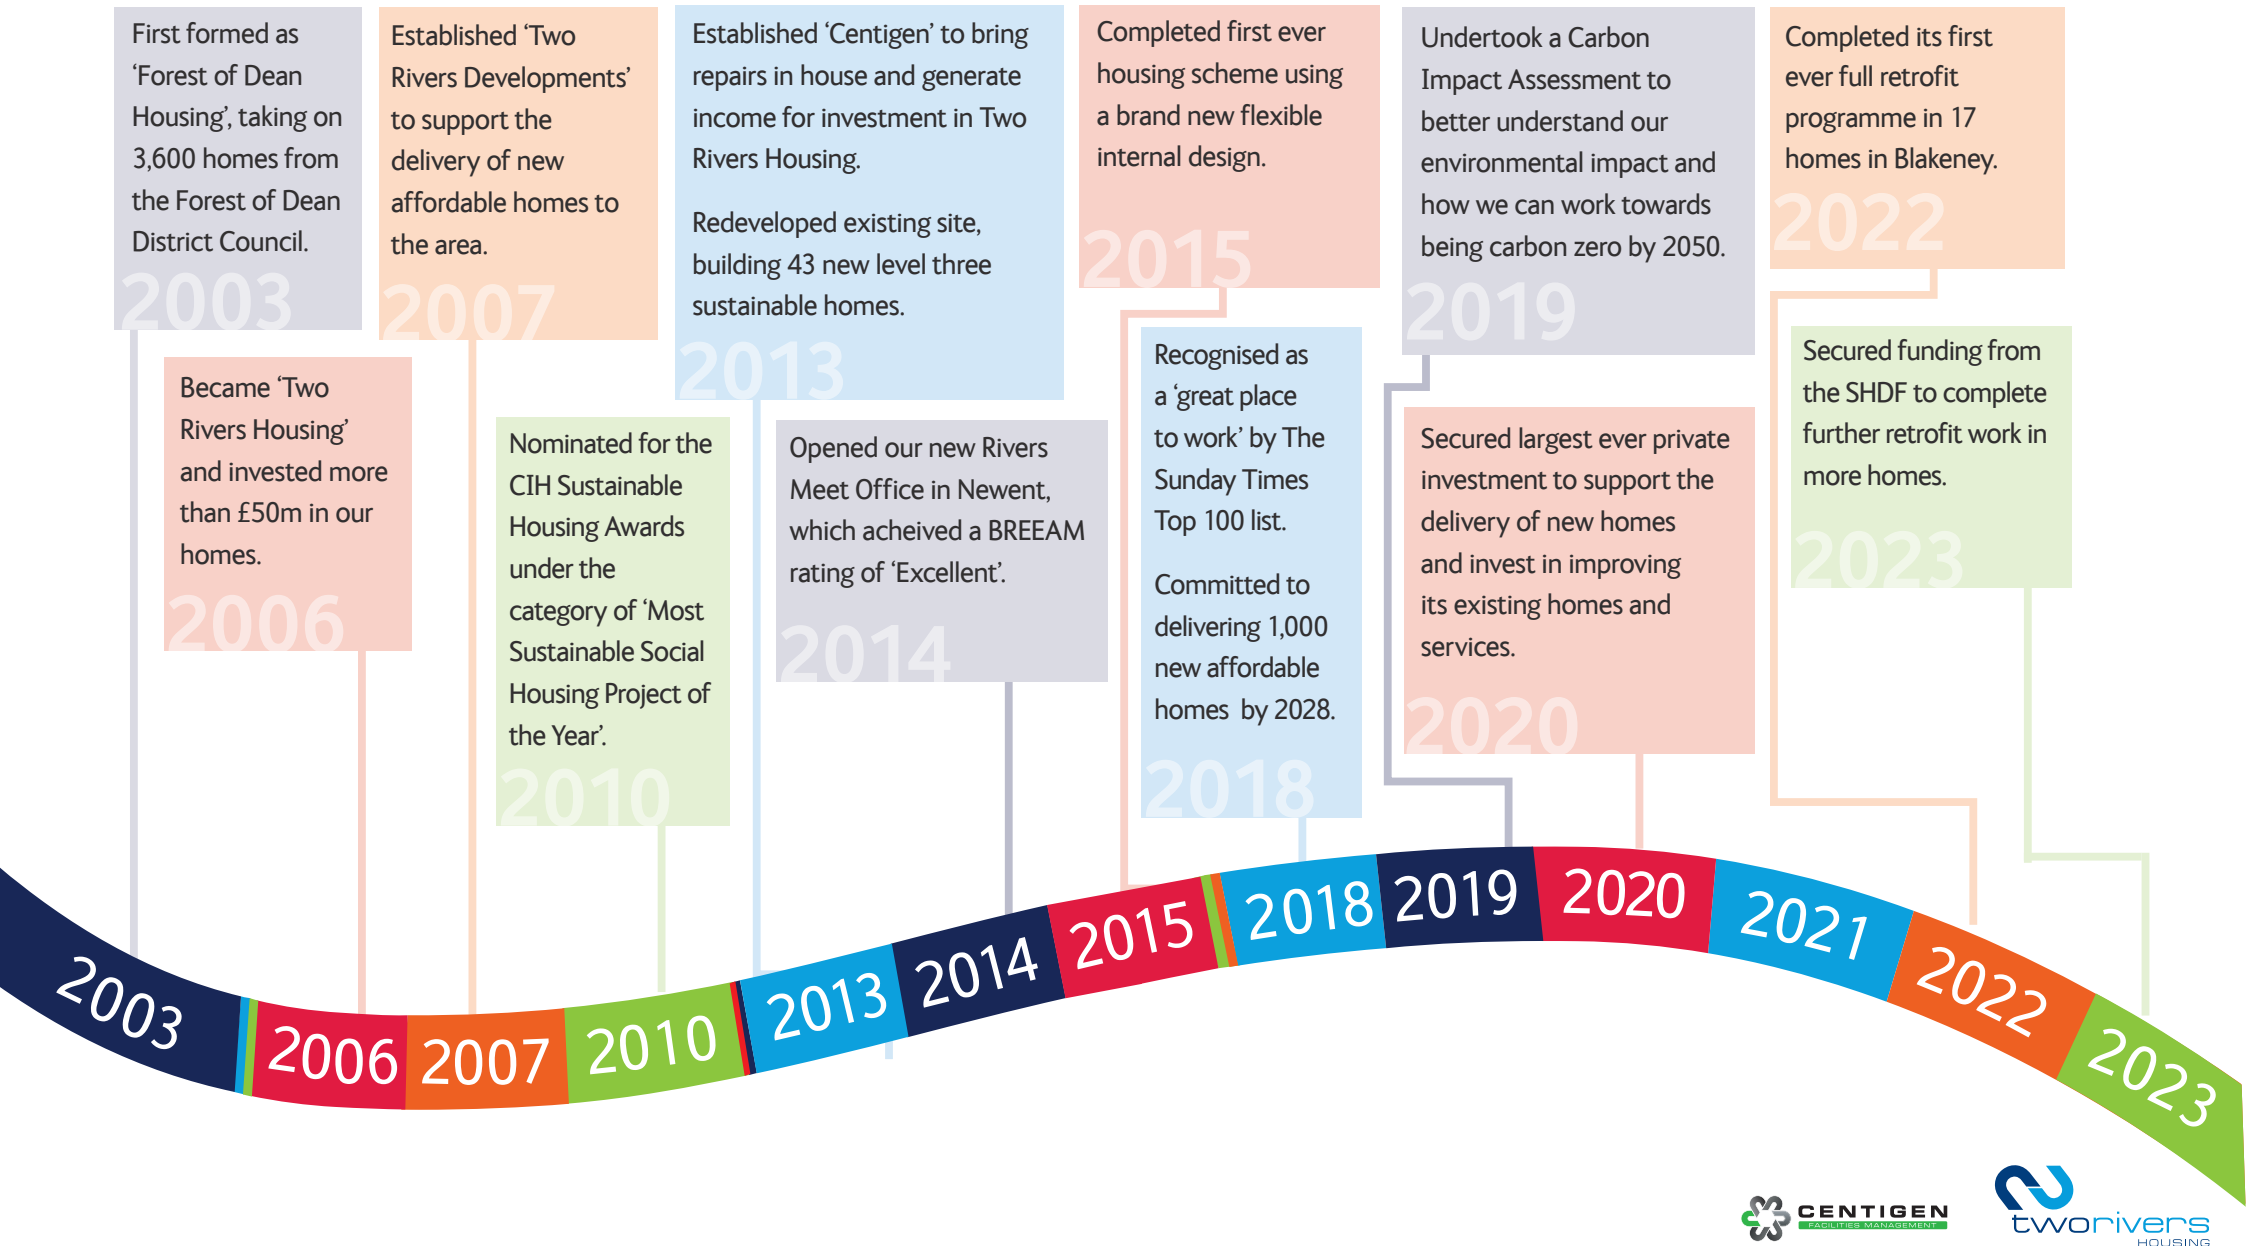 First formed as
‘Forest of Dean
Housing’, taking on
3,600 homes from
the Forest of Dean
District Council.
2003
Became ‘Two
Rivers Housing’
and invested more
than £50m in our
homes.
2006
Established ‘Two
Rivers Developments’
to support the
delivery of new
affordable homes to
the area.
2007
Nominated for the
CIH Sustainable
Housing Awards
under the
category of ‘Most
Sustainable Social
Housing Project of
the Year’.
2010
Established ‘Centigen’ to bring
repairs in house and generate
income for investment in Two
Rivers Housing.
Redeveloped existing site,
building 43 new level three
sustainable homes.
2013
Opened our new Rivers
Meet Office in Newent,
which acheived a BREEAM
rating of ‘Excellent’.
2014
Completed first ever
housing scheme using
a brand new flexible
internal design.
2015
Recognised as
a ‘great place
to work’ by The
Sunday Times
Top 100 list.
Committed to
delivering 1,000
new affordable
homes by 2028.
2018
Undertook a Carbon
Impact Assessment to
better understand our
environmental impact and
how we can work towards
being carbon zero by 2050.
2019
Secured largest ever private
investment to support the
delivery of new homes
and invest in improving
its existing homes and
services.
2020
Completed its first
ever full retrofit
programme in 17
homes in Blakeney.
2022
Secured funding from
the SHDF to complete
further retrofit work in
more homes.
2023
2003
2006
2007
2010
2013
2014
2015
2018
2019
2020
2021
2022
2023
CENTIGEN
FACILITIES MANAGEMENT
tworivers
HOUSING